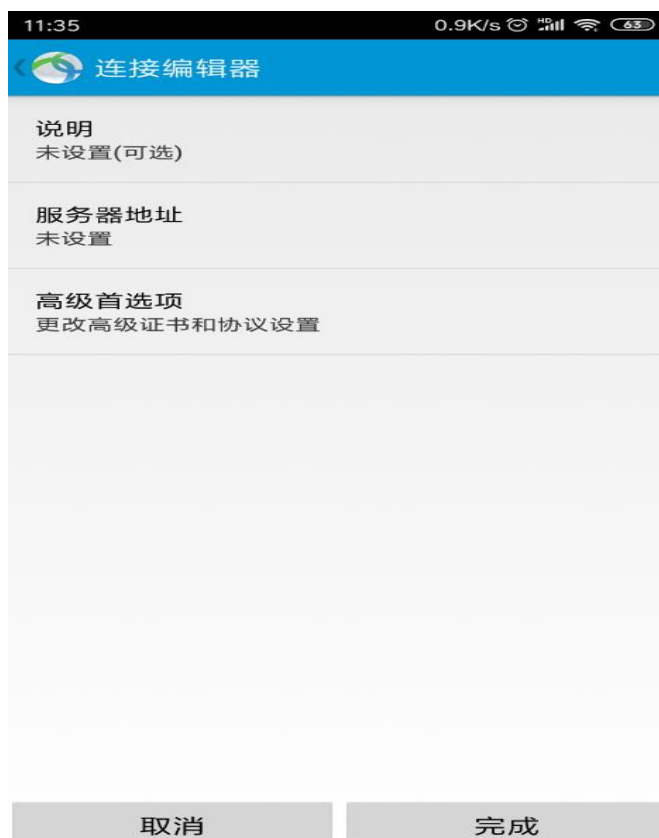 11:35
0.9K/s HD 63
连接编辑器
说明
未设置(可选)
服务器地址
未设置
高级首选项
更改高级证书和协议设置
取消
完成